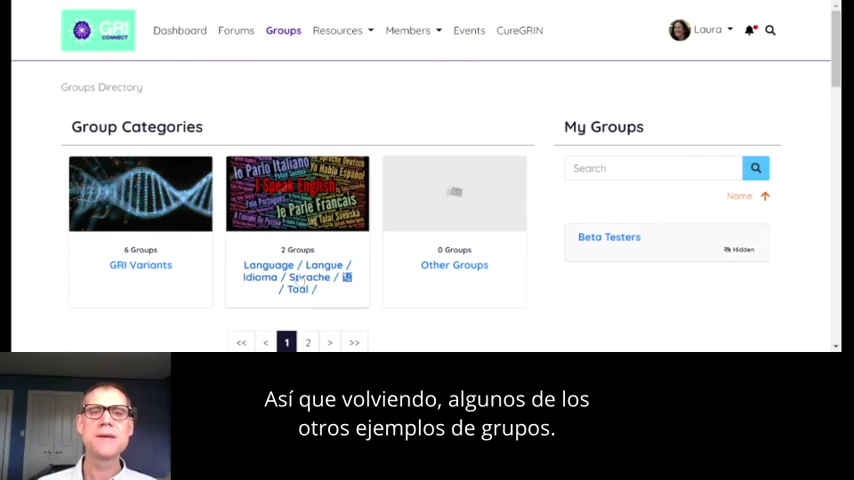 GRI
CONNECT
Dashboard
Forums
Groups
Resources
Members
Events
CureGRIN
Laura
Groups Directory
Group Categories
My Groups
Io Parlo Italiano
I Speak English
Je Parle Français
Search
Name
6 Groups
GRI Variants
2 Groups
Language / Langue /
Idioma / Sprache / 语
/ Taal /
0 Groups
Other Groups
Beta Testers
Hidden
<<
<
1
2
>
>>
Así que volviendo, algunos de los
otros ejemplos de grupos.